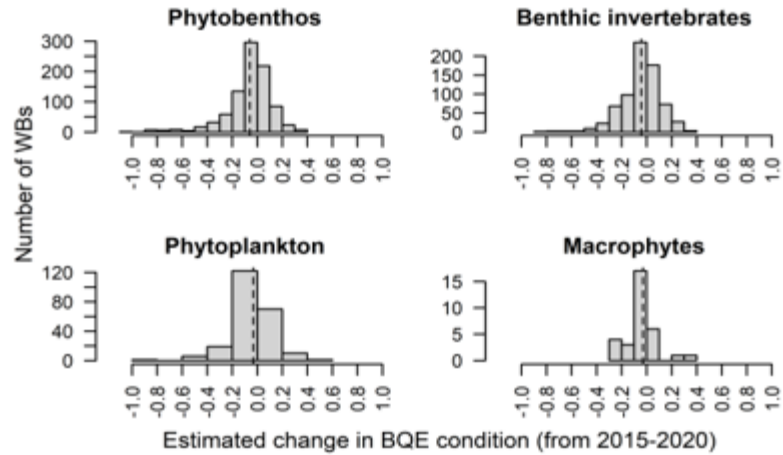 Phytobenthos
Benthic invertebrates
Number of WBs
300
200
100
0
-1.0 -0.8 -0.6 -0.4 -0.2 0.0 0.2 0.4 0.6 0.8 1.0
200
150
100
50
0
-1.0 -0.8 -0.6 -0.4 -0.2 0.0 0.2 0.4 0.6 0.8 1.0
Phytoplankton
Macrophytes
120
80
40
0
-1.0 -0.8 -0.6 -0.4 -0.2 0.0 0.2 0.4 0.6 0.8 1.0
15
10
5
0
-1.0 -0.8 -0.6 -0.4 -0.2 0.0 0.2 0.4 0.6 0.8 1.0
Estimated change in BQE condition (from 2015-2020)